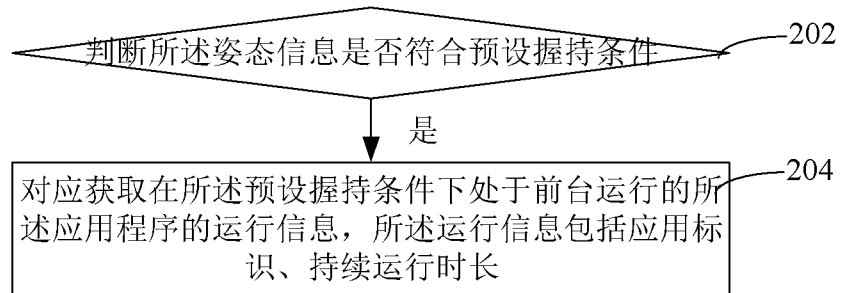 判断所述姿态信息是否符合预设握持条件
202
是
对应获取在所述预设握持条件下处于前台运行的所
述应用程序的运行信息，所述运行信息包括应用标
识、持续运行时长
204